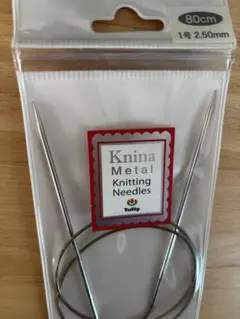 80cm
1号 2.50mm
Knina
Metal
Knitting
Needles
Tulip